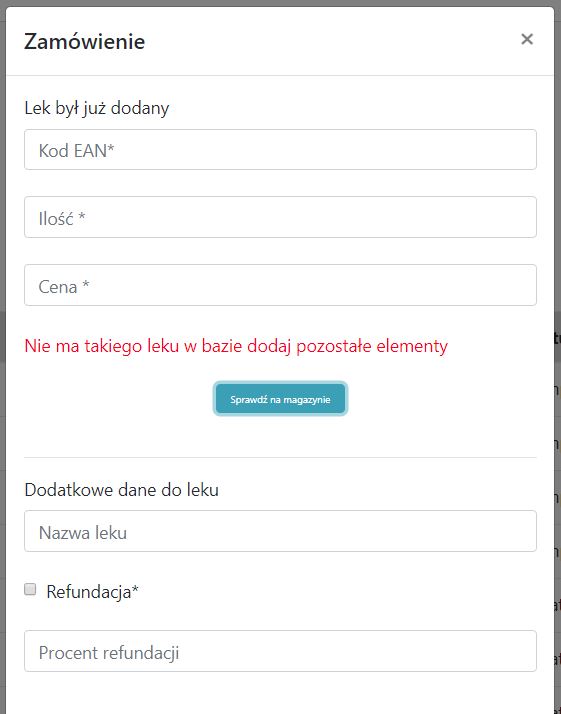 Zamówienie
×
Lek był już dodany
Kod EAN*
Ilość *
Cena *
Nie ma takiego leku w bazie dodaj pozostałe elementy
Sprawdź na magazynie
Dodatkowe dane do leku
Nazwa leku
Refundacja*
Procent refundacji